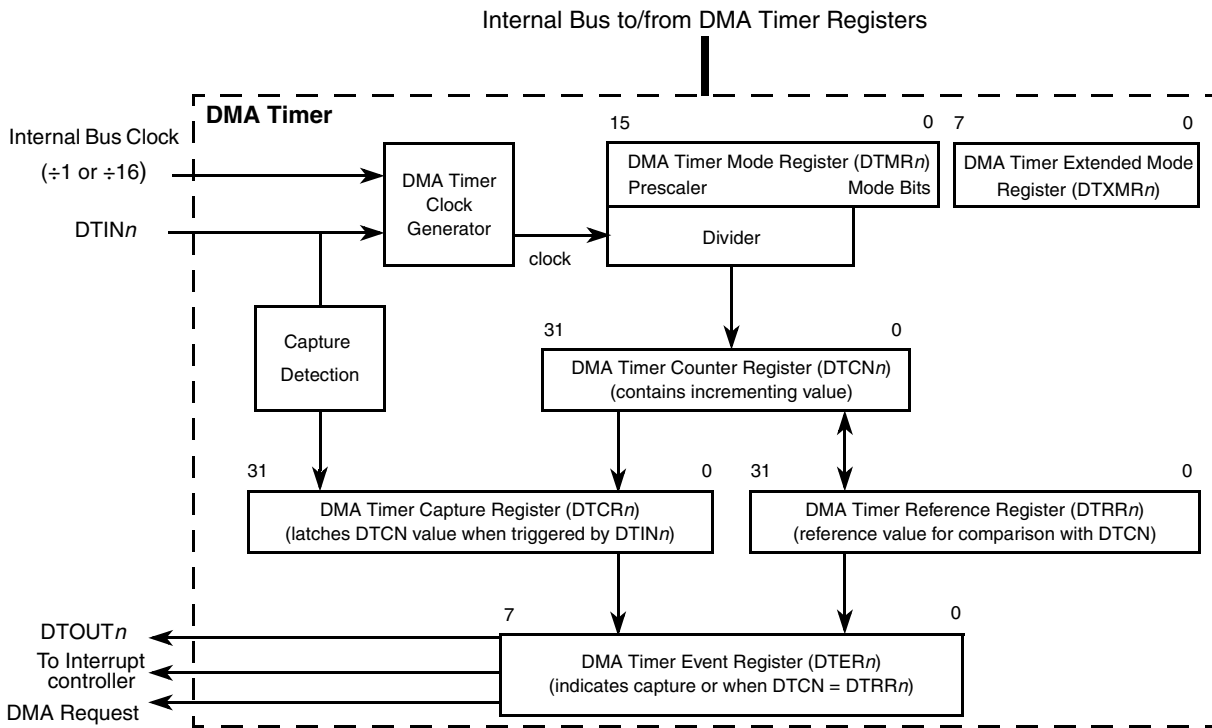 Internal Bus to/from DMA Timer Registers
DMA Timer
Internal Bus Clock
(÷1 or ÷16)
DTINn
DMA Timer
Clock
Generator
clock
15 0
DMA Timer Mode Register (DTMRn)
Prescaler Mode Bits
Divider
7 0
DMA Timer Extended Mode
Register (DTXMRn)
Capture
Detection
31 0
DMA Timer Counter Register (DTCNn)
(contains incrementing value)
31 0
DMA Timer Capture Register (DTCRn)
(latches DTCN value when triggered by DTINn)
31 0
DMA Timer Reference Register (DTRRn)
(reference value for comparison with DTCN)
7 0
DMA Timer Event Register (DTERn)
(indicates capture or when DTCN = DTRRn)
DTOUTn
To Interrupt
controller
DMA Request